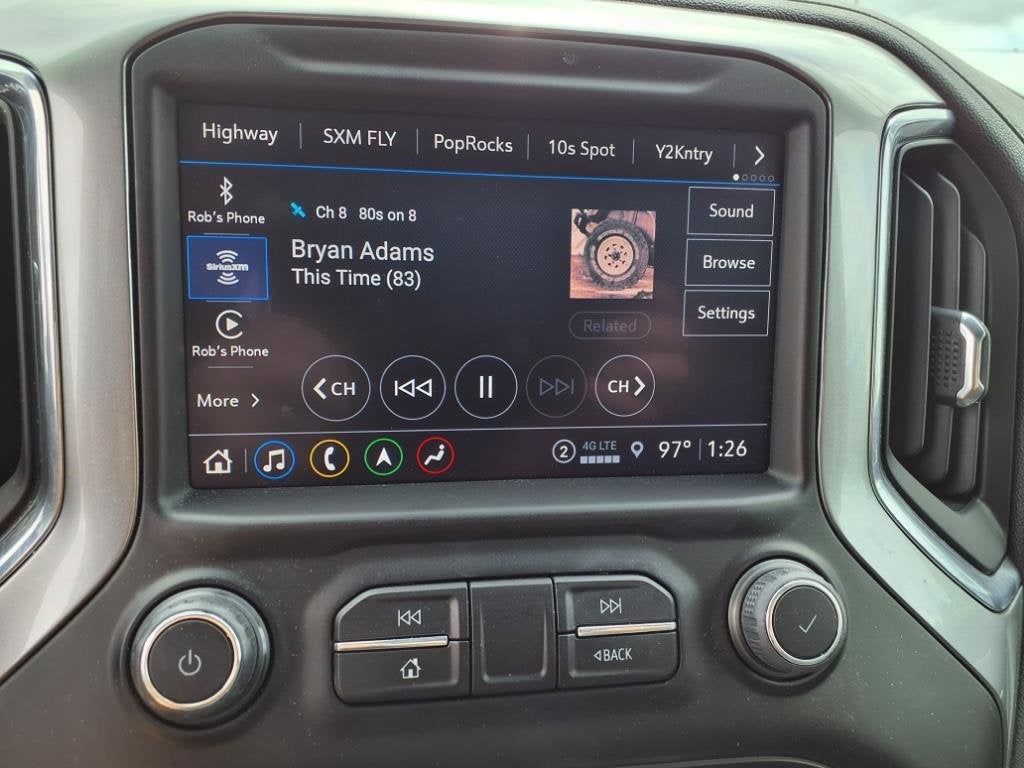 Highway SXM FLY PopRocks 10s Spot Y2Kntry
Rob's Phone
Ch 8 80s on 8
Sound
SiriusXM
Bryan Adams
This Time (83)
Browse
Settings
Related
Rob's Phone
CH CH
More
2 4G LTE 97° 1:26
BACK